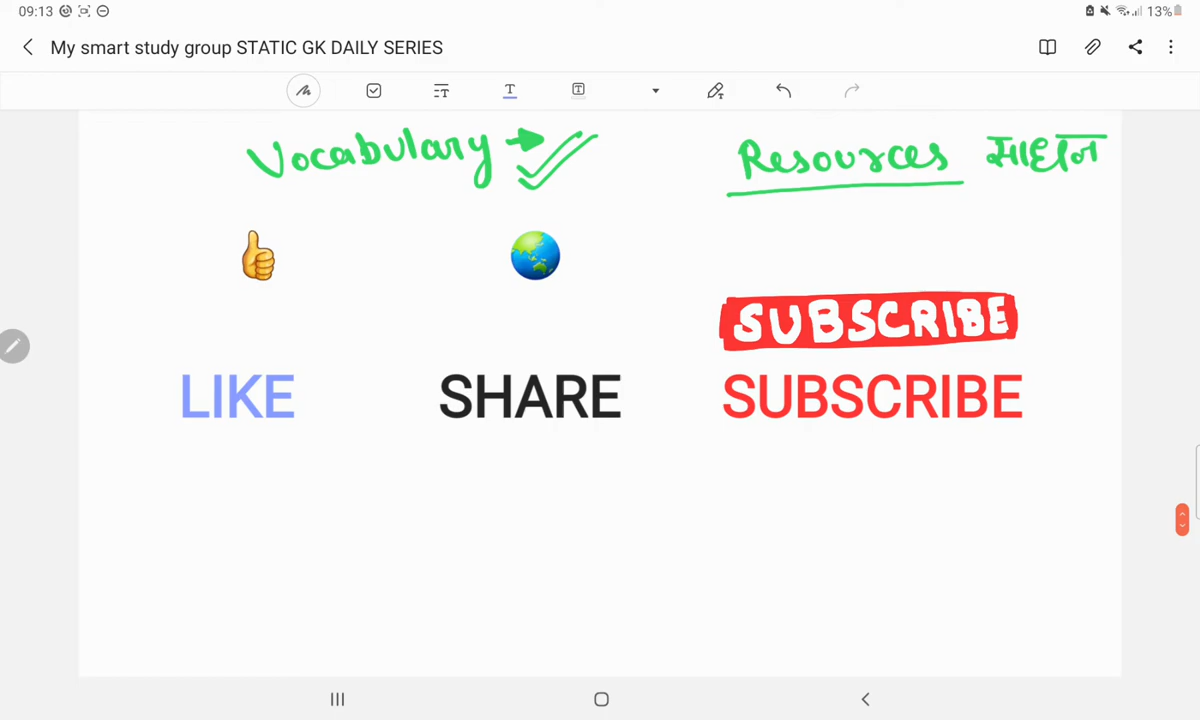 09:13 13%
My smart study group STATIC GK DAILY SERIES
Vocabulary → Resources साधन
SUBSCRIBE
LIKE SHARE SUBSCRIBE